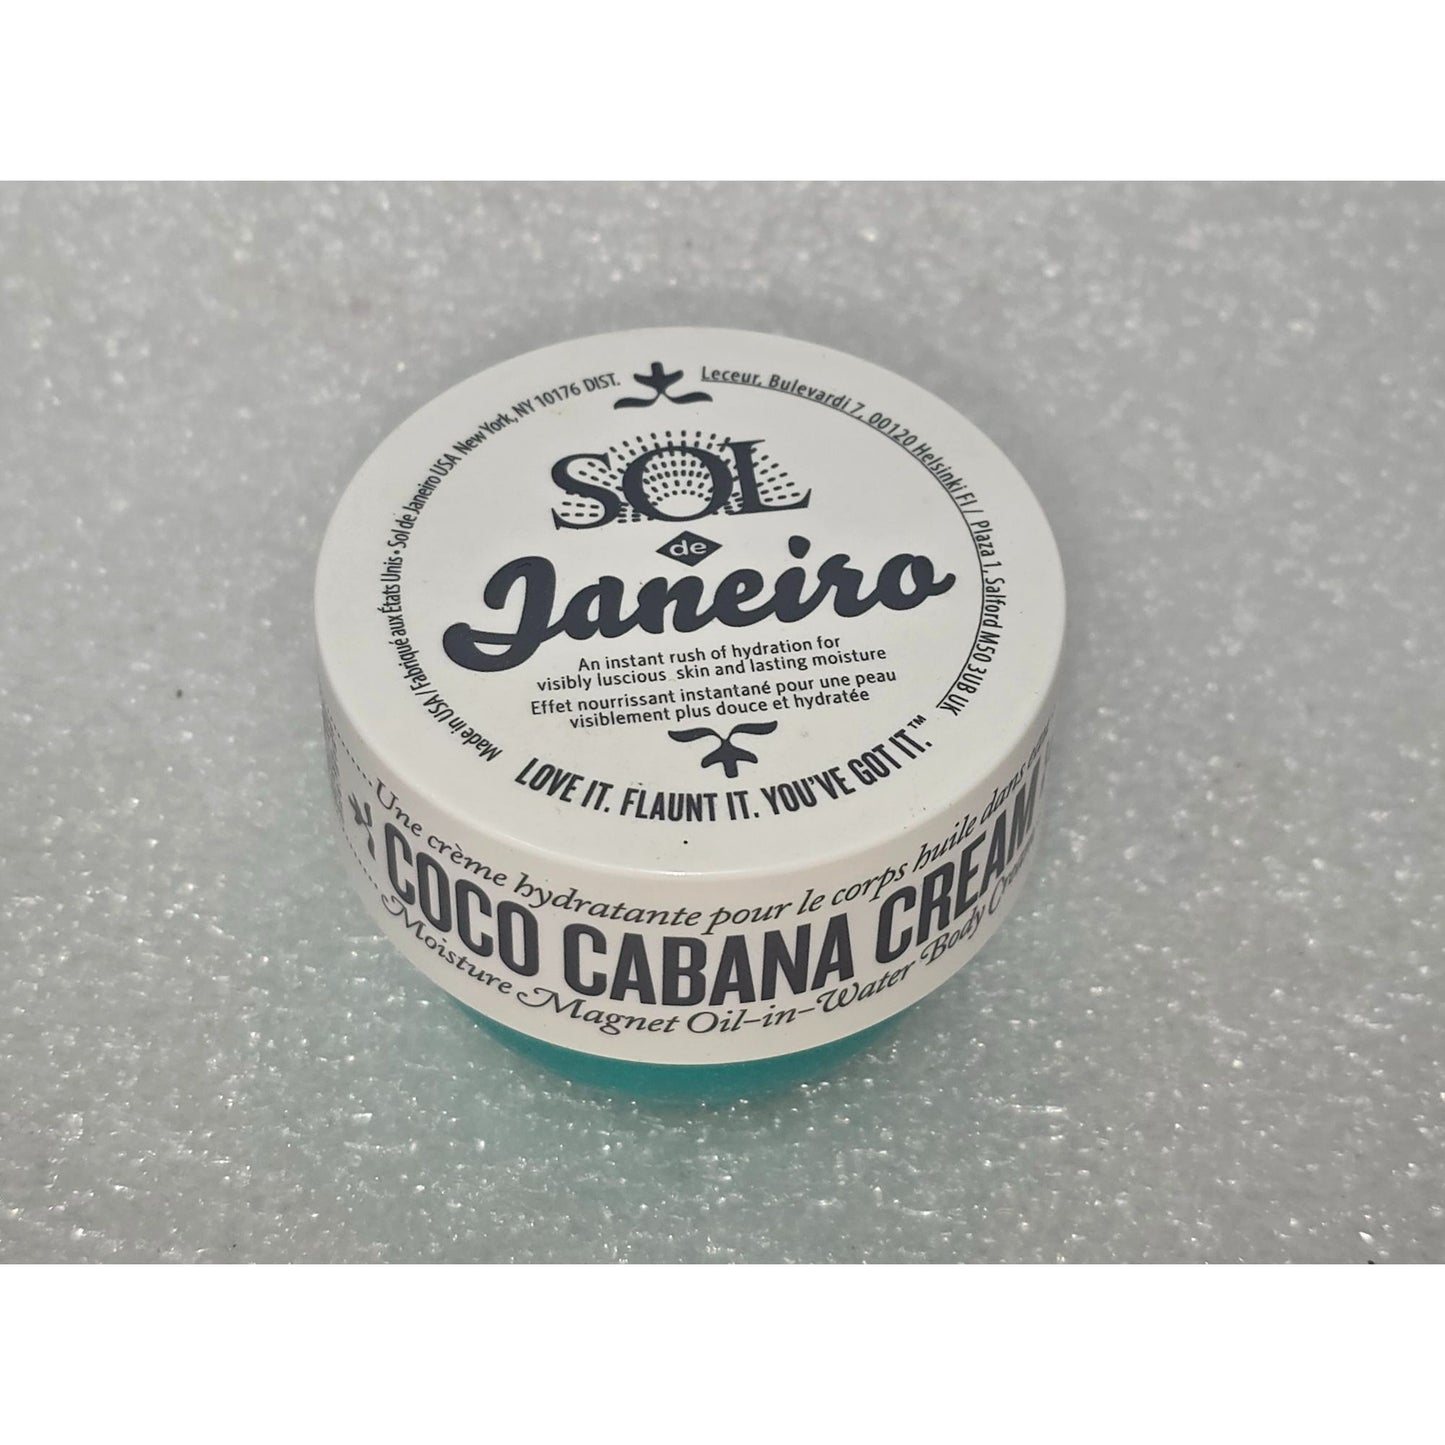 Made in USA / Fabriqué aux États Unis • Sol de Janeiro USA New York, NY 10176 DIST.
Leceur, Bulevardi 7, 00120 Helsinki FI / Plaza 1, Salford M50 3UB UK
SOL
de
Janeiro
An instant rush of hydration for
visibly luscious skin and lasting moisture
Effet nourrissant instantané pour une peau
visiblement plus douce et hydratée
LOVE IT. FLAUNT IT. YOU'VE GOT IT.™
Une crème hydratante pour le corps huile dans
COCO CABANA CREAM
Moisture Magnet Oil-in-Water Body